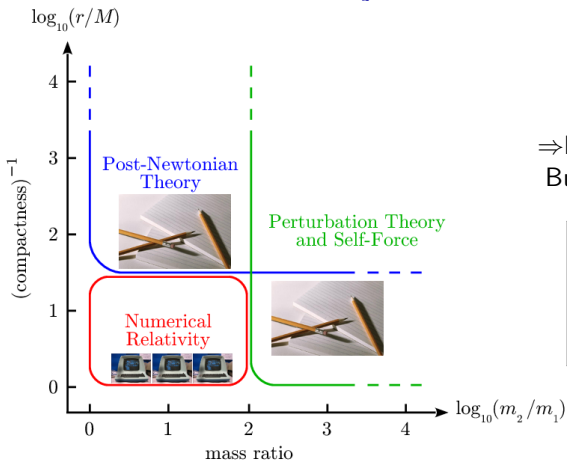 log₁₀(r/M)
4
3
2
1
0
(compactness)⁻¹
Post-Newtonian
Theory
Perturbation Theory
and Self-Force
Numerical
Relativity
0
1
2
3
4
log₁₀(m₂/m₁)
mass ratio
⇒